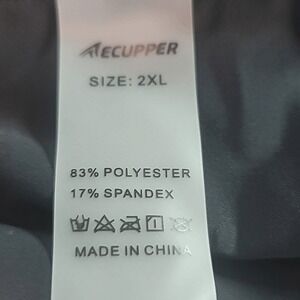 AECUPPER
SIZE: 2XL
83% POLYESTER
17% SPANDEX
MADE IN CHINA